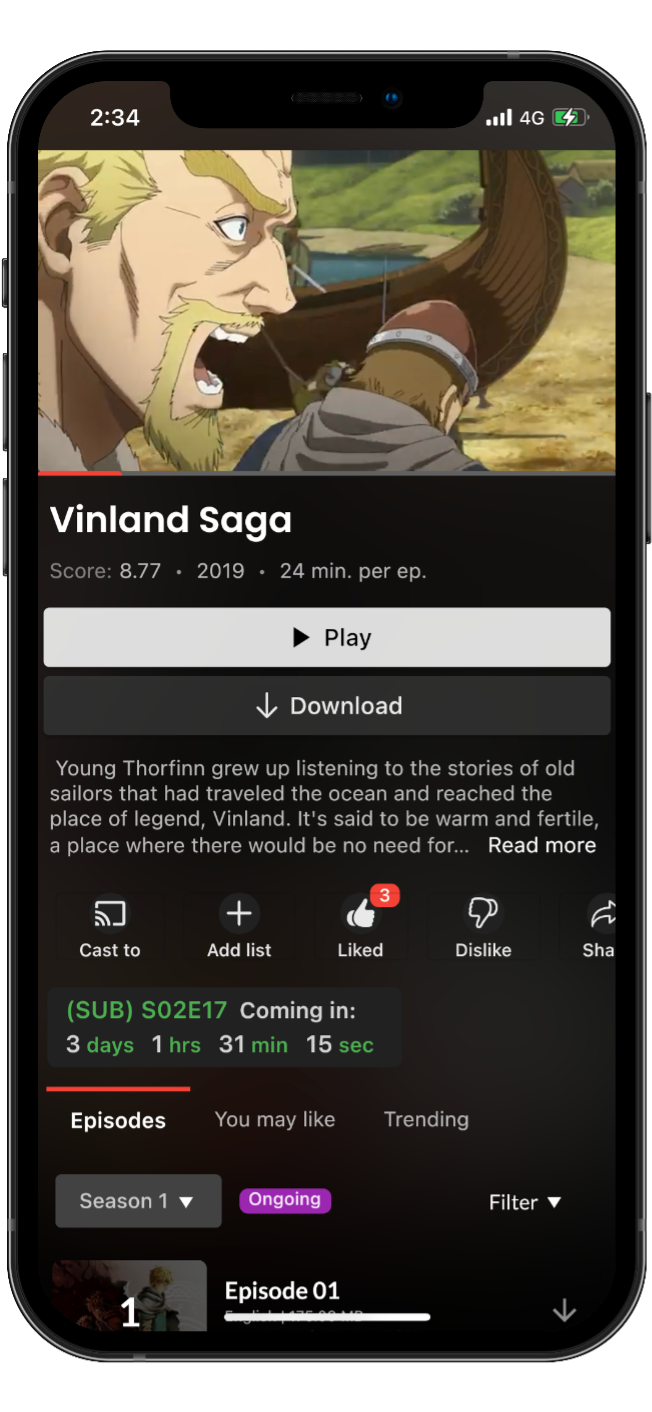 2:34
4G
Vinland Saga
Score: 8.77 • 2019 • 24 min. per ep.
Play
Download
Young Thorfinn grew up listening to the stories of old
sailors that had traveled the ocean and reached the
place of legend, Vinland. It's said to be warm and fertile,
a place where there would be no need for... Read more
3
Cast to
Add list
Liked
Dislike
Sha
(SUB) S02E17 Coming in:
3 days 1 hrs 31 min 15 sec
Episodes
You may like
Trending
Season 1
Ongoing
Filter
1
Episode 01